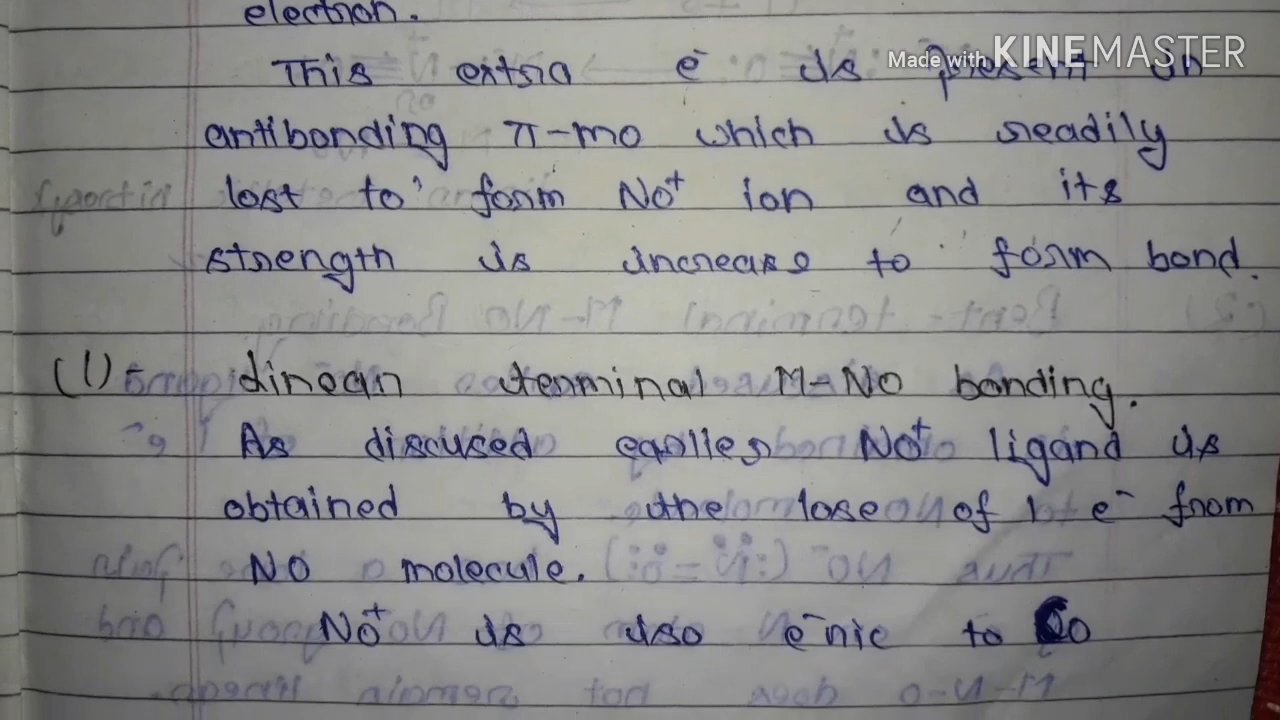 electron.
Made with KINEMASTER
This extra e⁻ is present in
antibonding π-mo which is readily
lost to form No⁺ ion and its
strength is increase to form bond.
(1)- dinear terminal M-No bonding.
As discused earlier No⁺ ligand is
obtained by the lose of 1 e⁻ from
NO molecule.
No⁺ is iso e⁻nic to Co